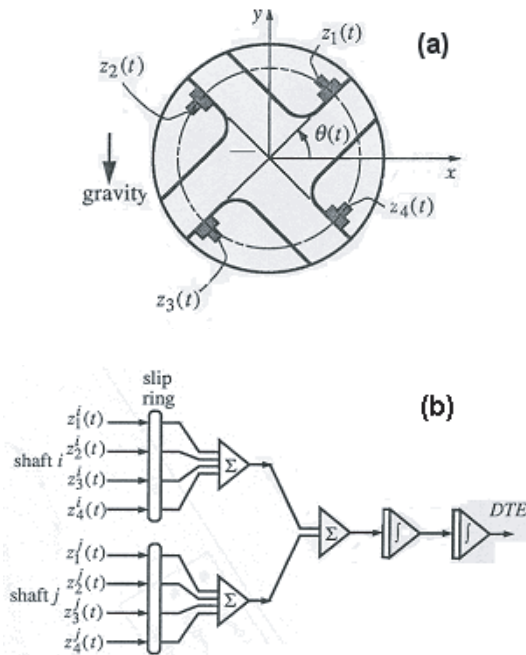 y
(a)
z₁(t)
z₂(t)
θ(t)
x
gravity
z₄(t)
z₃(t)
(b)
slip
ring
z₁ⁱ(t)
z₂ⁱ(t)
shaft i
z₃ⁱ(t)
z₄ⁱ(t)
Σ
Σ
∫
∫
DTE
z₁ʲ(t)
z₂ʲ(t)
shaft j
z₃ʲ(t)
z₄ʲ(t)
Σ